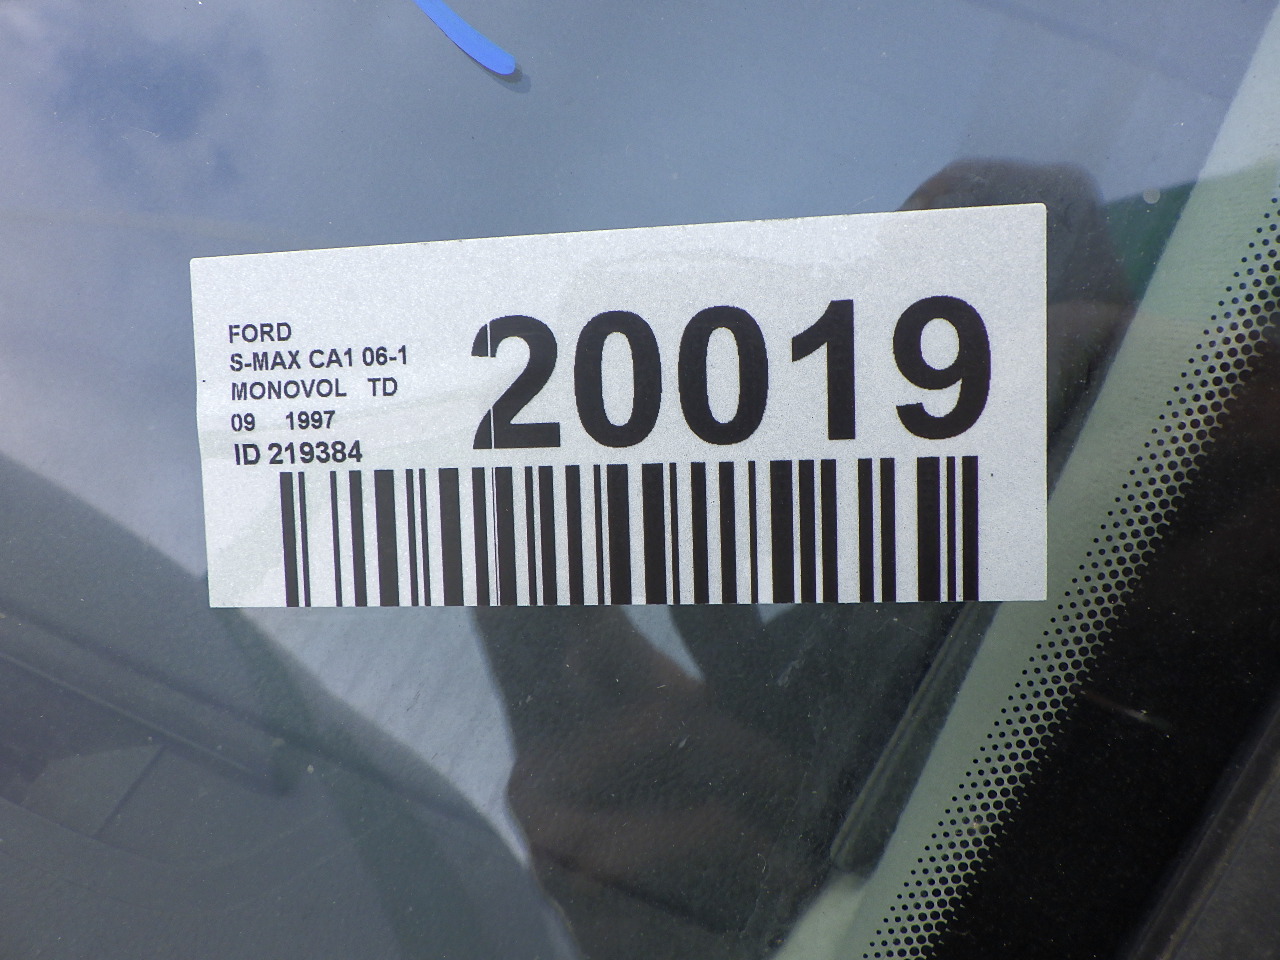 FORD
S-MAX CA1 06-1
MONOVOL TD
09 1997
ID 219384
20019